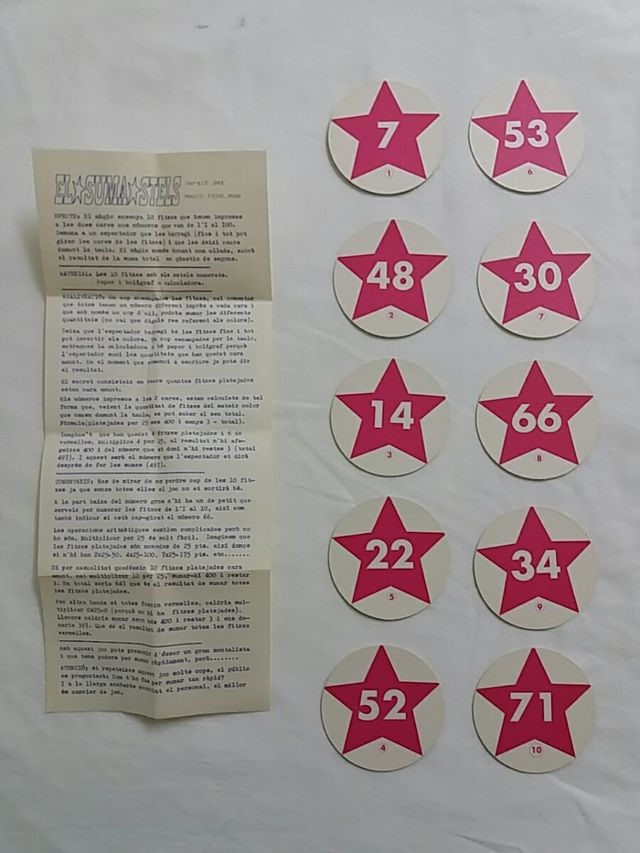 EL★SUMA★STELS
Versió del
MAGIC FERR,MAN
EFECTE: El màgic ensenya 10 fitxes que tenen impreses
a les dues cares uns números que van de l'1 al 100.
Demana a un espectador que les barregi (fins i tot pot
girar les cares de les fitxes) i que les deixi caure
damunt la taula. El màgic només donant una ullada, sabrà
el resultat de la suma total en qüestió de segons.
MATERIAL: Les 10 fitxes amb els estels numerats.
Paper i bolígraf o calculadora.
REALITZACIÓ: Un cop ensenyades les fitxes, cal comentar
que totes tenen un número diferent imprès a cada cara i
que amb només un cop d'ull, podràs sumar les diferents
quantitats (no cal que diguis res referent als colors).
Deixa que l'espectador barregi bé les fitxes fins i tot
pot invertir els colors. Un cop escampades per la taula,
entregues la calculadora o bé paper i bolígraf perquè
l'espectador sumi les quantitats que han quedat cara
amunt. En el moment que comenci a escriure ja pots dir
el resultat.
El secret consisteix en veure quantes fitxes platejades
estan cara amunt.
Els números impresos a les 2 cares, estan calculats de tal
forma que, veient la quantitat de fitxes del mateix color
que cauen damunt la taula, es pot saber el seu total.
Fórmula(platejades per 25 més 400 i menys 3 = total).
Imagina't que han quedat 4 fitxes platejades i 6 de
vermelles. Multiplica 4 per 25, al resultat n'hi afe-
geixes 400 i del número que et doni n'hi restes 3 (total
497). I aquest serà el número que l'espectador et dirà
després de fer les sumes (497).
COMENTARIS: Has de mirar de no perdre cap de les 10 fit-
xes ja que sense totes elles el joc no et sortirà bé.
A la part baixa del número gros n'hi ha un de petit que
serveix per numerar les fitxes de l'1 al 10, així com
també indicar si està cap-girat el número 66.
Les operacions aritmètiques semblen complicades però no
ho són. Multiplicar per 25 és molt fàcil. Imaginem que
les fitxes platejades són monedes de 25 pts. així doncs
si n'hi han 2x25=50. 4x25=100. 7x25=175 pts. etc.......
Si per casualitat quedéssin 10 fitxes platejades cara
amunt, cal multiplicar 10 per 25, sumar-hi 400 i restar
3. En total seria 647 que és el resultat de sumar totes
les fitxes platejades.
Per altra banda si totes fossin vermelles, caldria mul-
tiplicar 0x25=0 (perquè no hi ha fitxes platejades).
Llavors caldria sumar zero més 400 i restar 3 i ens do-
naria 397. Que és el resultat de sumar totes les fitxes
vermelles.
Amb aquest joc pots presumir d'ésser un gran mentalista
i que tens poders per sumar ràpidament, però........
ATENCIÓ: si repeteixes aquest joc molts cops, el públic
es preguntarà: Com t'ho fas per sumar tan ràpid?
I a la llarga acabaràs avorrint el personal, el millor
és canviar de joc.
7
1
53
6
48
2
30
7
14
3
66
8
22
5
34
9
52
4
71
10